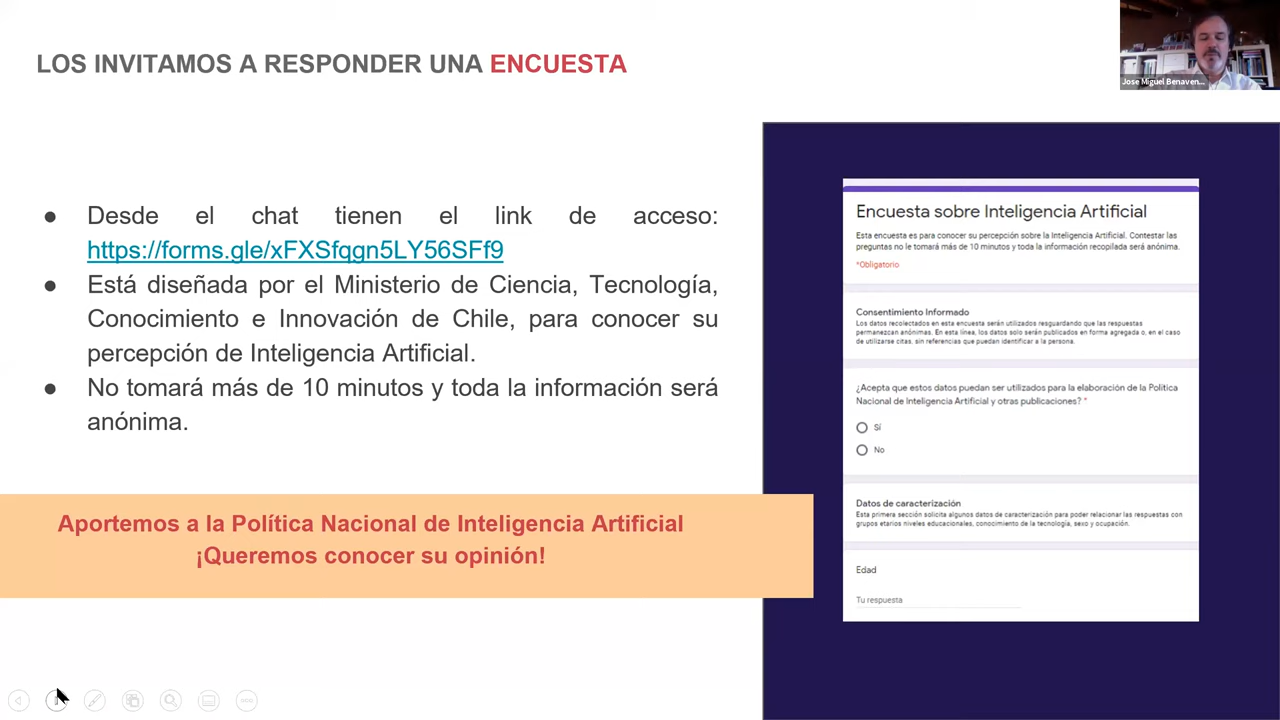 LOS INVITAMOS A RESPONDER UNA ENCUESTA
Jose Miguel Benaven...
● Desde el chat tienen el link de acceso:
https://forms.gle/xFXSfqgn5LY56SFf9
● Está diseñada por el Ministerio de Ciencia, Tecnología,
Conocimiento e Innovación de Chile, para conocer su
percepción de Inteligencia Artificial.
● No tomará más de 10 minutos y toda la información será
anónima.
Aportemos a la Política Nacional de Inteligencia Artificial
¡Queremos conocer su opinión!
Encuesta sobre Inteligencia Artificial
Esta encuesta es para conocer su percepción sobre la Inteligencia Artificial. Contestar las
preguntas no le tomará más de 10 minutos y toda la información recopilada será anónima.
*Obligatorio
Consentimiento Informado
Los datos recolectados en esta encuesta serán utilizados resguardando que las respuestas
permanezcan anónimas. En esta línea, los datos solo serán publicados en forma agregada o, en el caso
de utilizarse citas, sin referencias que puedan identificar a la persona.
¿Acepta que estos datos puedan ser utilizados para la elaboración de la Política
Nacional de Inteligencia Artificial y otras publicaciones? *
Sí
No
Datos de caracterización
Esta primera sección solicita algunos datos de caracterización para poder relacionar las respuestas con
grupos etarios niveles educacionales, conocimiento de la tecnología, sexo y ocupación.
Edad
Tu respuesta